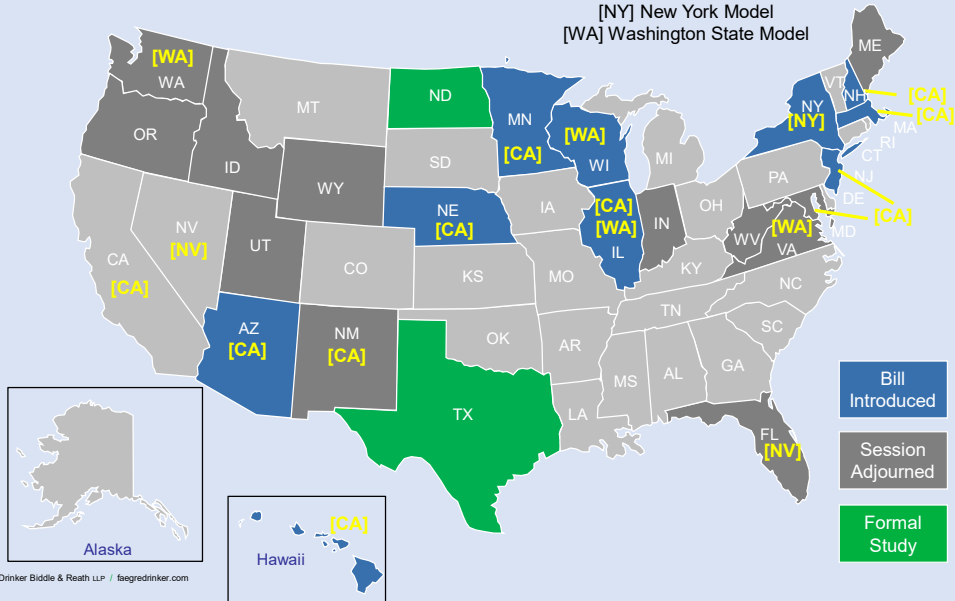 [NY] New York Model
[WA] Washington State Model
[WA]
WA
ME
MT
ND
MN
[CA]
VT
NH
NY
[NY]
[CA]
[CA]
OR
ID
[WA]
WI
MA
RI
CT
SD
WY
MI
PA
NJ
DE
[CA]
NE
[CA]
IA
[CA]
[WA]
IL
IN
OH
WV
[WA]
VA
MD
NV
[NV]
UT
CA
[CA]
CO
KS
MO
KY
NC
TN
AZ
[CA]
NM
[CA]
OK
AR
SC
MS
AL
GA
TX
LA
FL
[NV]
Bill
Introduced
Session
Adjourned
Formal
Study
Alaska
[CA]
Hawaii
Drinker Biddle & Reath LLP / faegredrinker.com